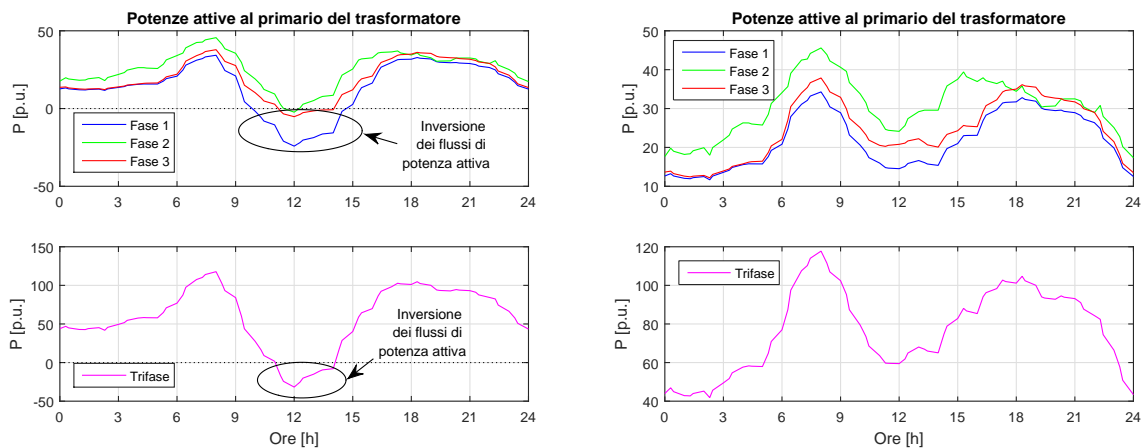 Potenze attive al primario del trasformatore
P [p.u.]
50
0
-50
Fase 1
Fase 2
Fase 3
Inversione
dei flussi di
potenza attiva
0 3 6 9 12 15 18 21 24
P [p.u.]
150
100
50
0
-50
Trifase
Inversione
dei flussi di
potenza attiva
0 3 6 9 12 15 18 21 24
Ore [h]
Potenze attive al primario del trasformatore
P [p.u.]
50
40
30
20
10
Fase 1
Fase 2
Fase 3
0 3 6 9 12 15 18 21 24
P [p.u.]
120
100
80
60
40
Trifase
0 3 6 9 12 15 18 21 24
Ore [h]